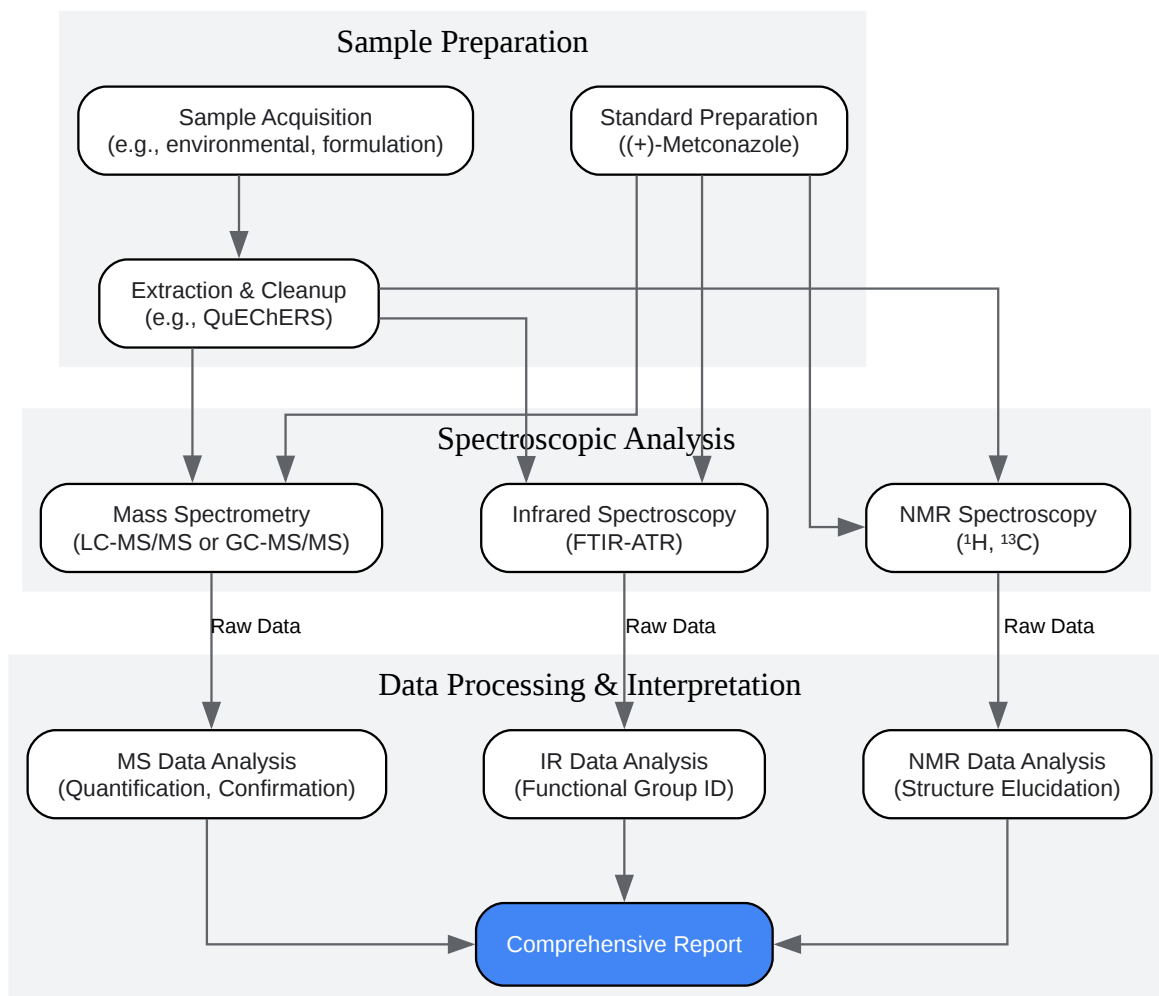 Sample Preparation
Sample Acquisition
(e.g., environmental, formulation)
Standard Preparation
((+)-Metconazole)
Extraction & Cleanup
(e.g., QuEChERS)
Spectroscopic Analysis
Mass Spectrometry
(LC-MS/MS or GC-MS/MS)
Infrared Spectroscopy
(FTIR-ATR)
NMR Spectroscopy
(¹H, ¹³C)
Raw Data
Raw Data
Raw Data
Data Processing & Interpretation
MS Data Analysis
(Quantification, Confirmation)
IR Data Analysis
(Functional Group ID)
NMR Data Analysis
(Structure Elucidation)
Comprehensive Report